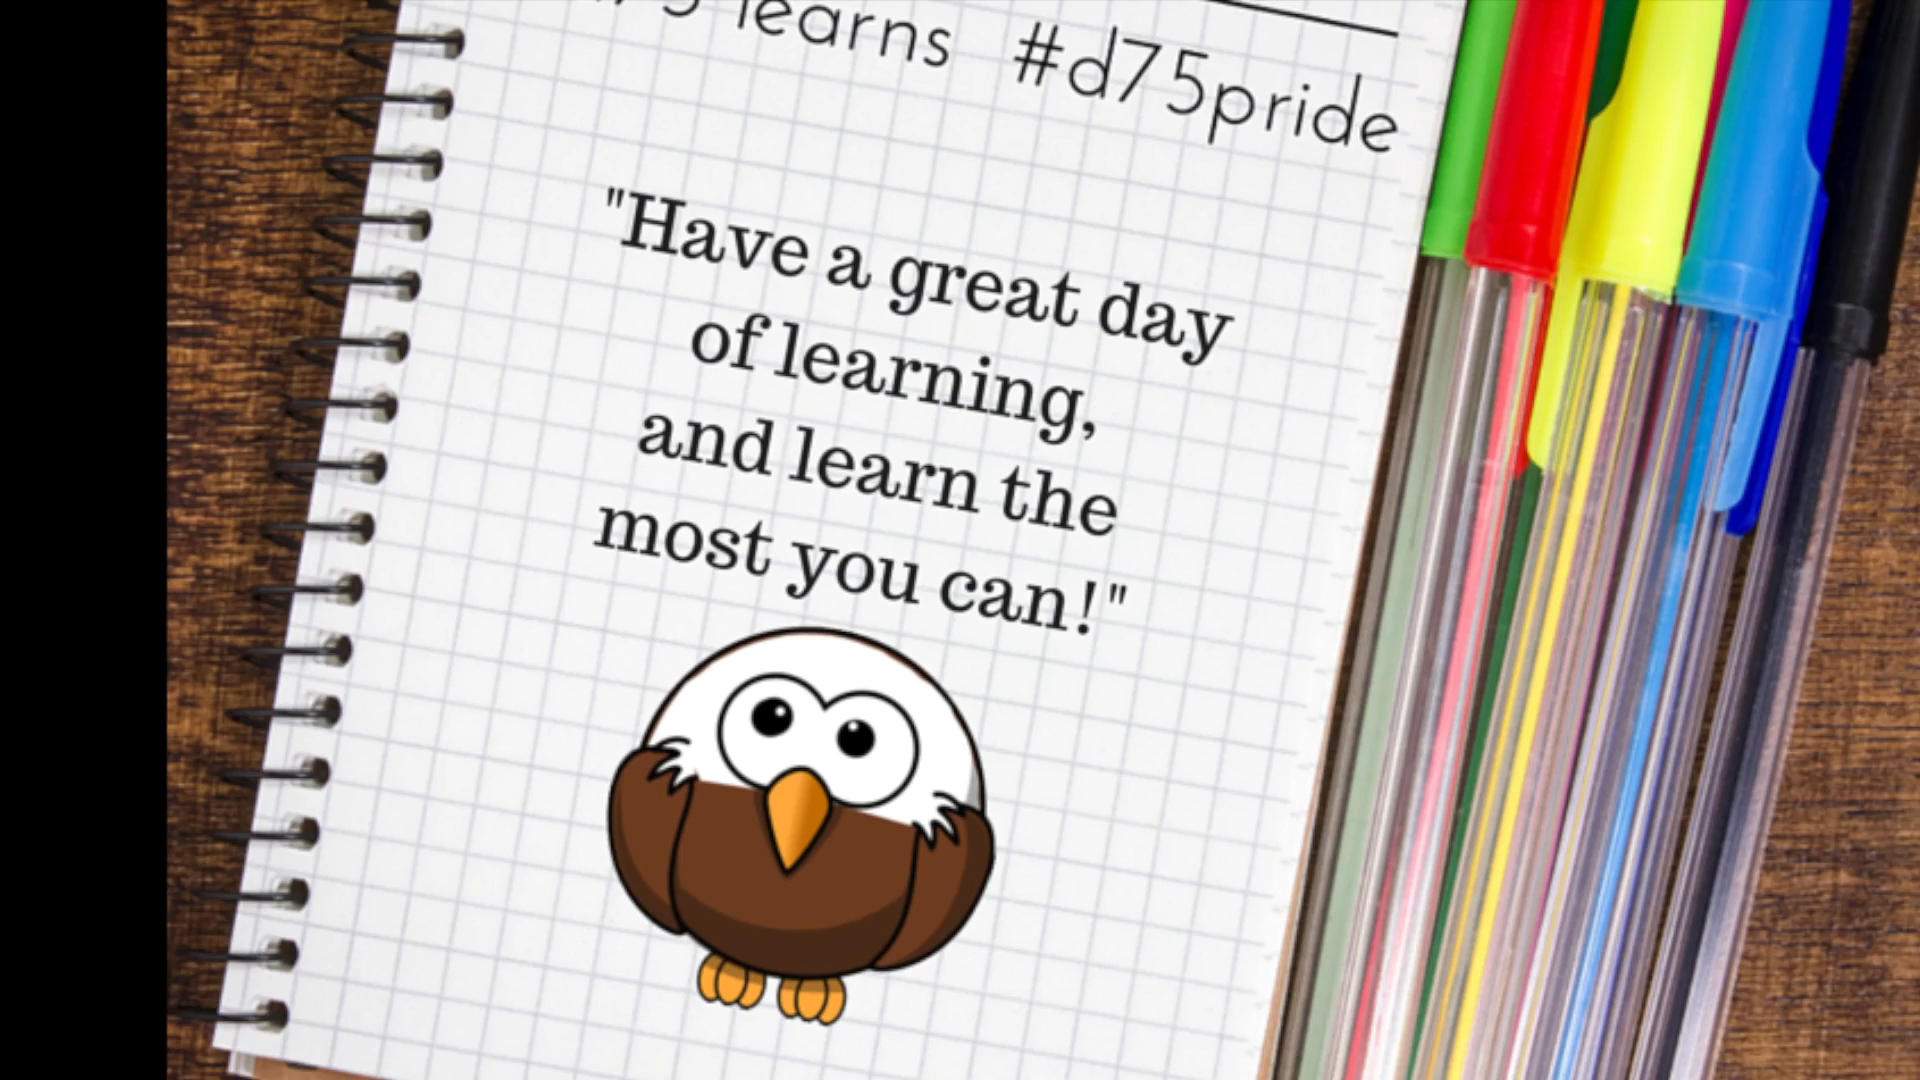 learns #d75pride
"Have a great day
of learning,
and learn the
most you can!"